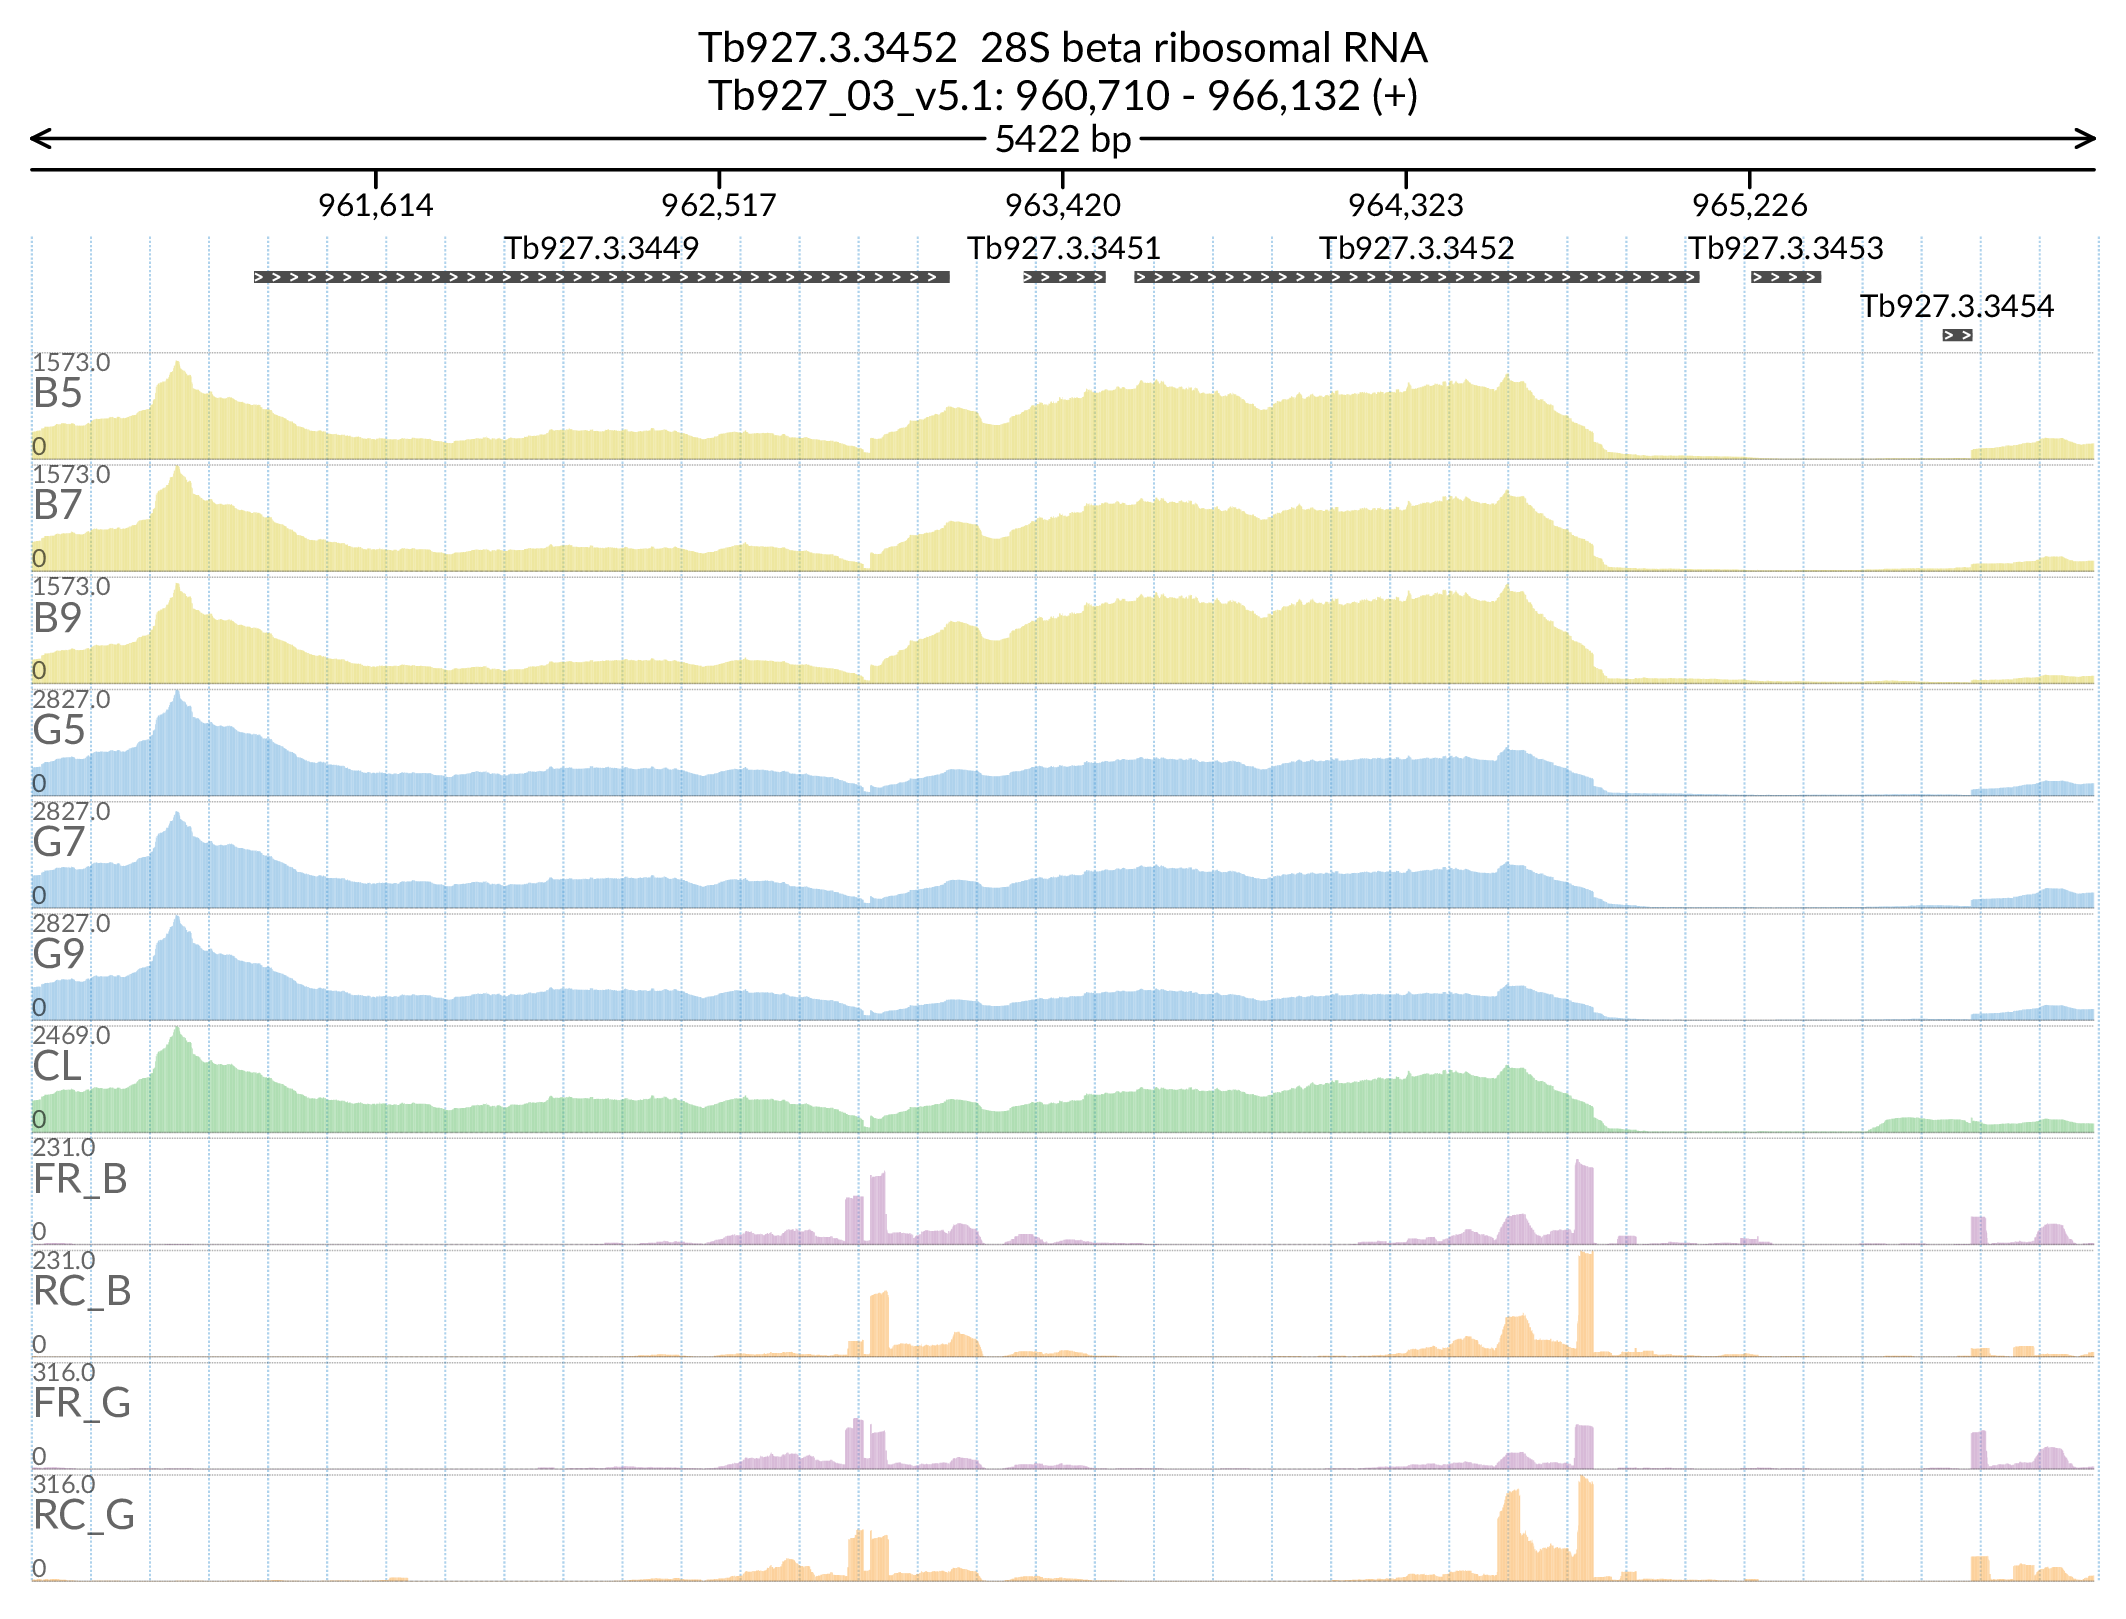 Tb927.3.3452  28S beta ribosomal RNA
Tb927_03_v5.1: 960,710 - 966,132 (+)
5422 bp
961,614 962,517 963,420 964,323 965,226
Tb927.3.3449 Tb927.3.3451 Tb927.3.3452 Tb927.3.3453
Tb927.3.3454
1573.0
B5
0
1573.0
B7
0
1573.0
B9
0
2827.0
G5
0
2827.0
G7
0
2827.0
G9
0
2469.0
CL
0
231.0
FR_B
0
231.0
RC_B
0
316.0
FR_G
0
316.0
RC_G
0